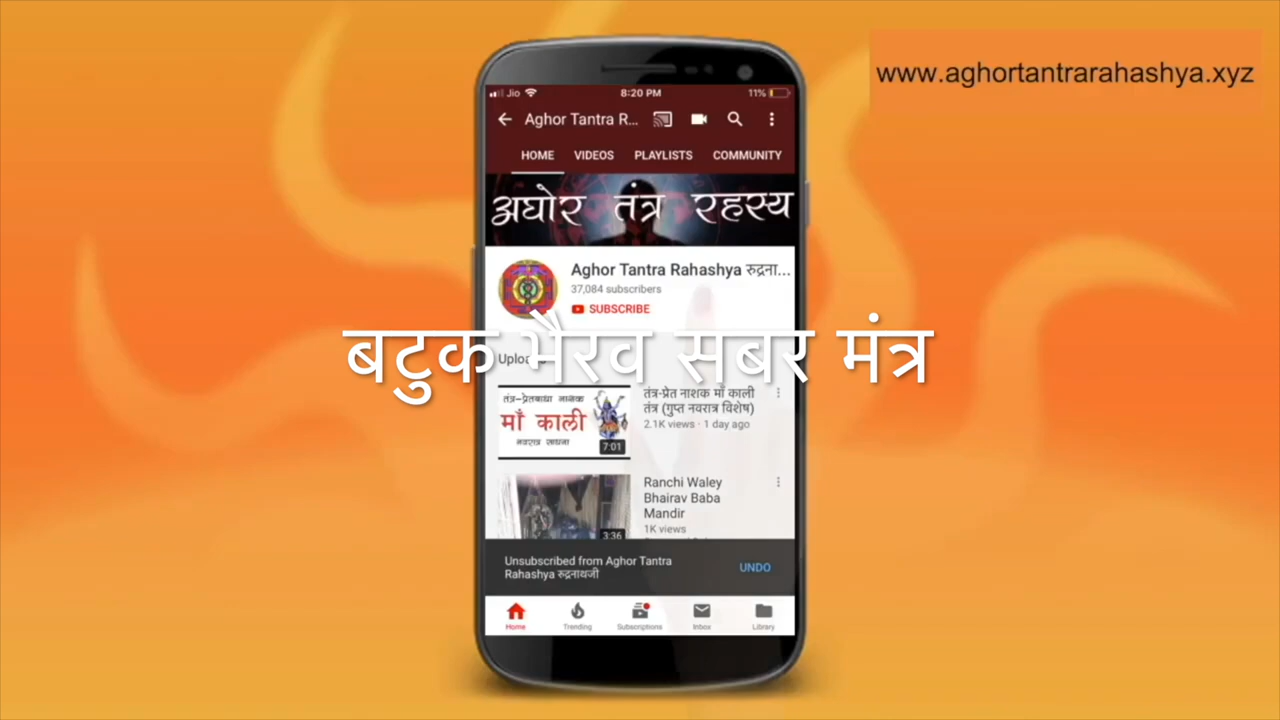 www.aghortantrarahashya.xyz
Jio 8:20 PM 11%
Aghor Tantra R...
HOME VIDEOS PLAYLISTS COMMUNITY
अघोर तंत्र रहस्य
Aghor Tantra Rahashya रुद्रना...
37,084 subscribers
SUBSCRIBE
बटुक भैरव सबर मंत्र
तंत्र-प्रेतबाधा नाशक
माँ काली
नवरात्र साधना
7:01
तंत्र-प्रेत नाशक माँ काली
तंत्र (गुप्त नवरात्र विशेष)
2.1K views · 1 day ago
Ranchi Waley
Bhairav Baba
Mandir
1K views
3:36
Unsubscribed from Aghor Tantra
Rahashya रुद्रनाथजी
UNDO
Home Trending Subscriptions Inbox Library